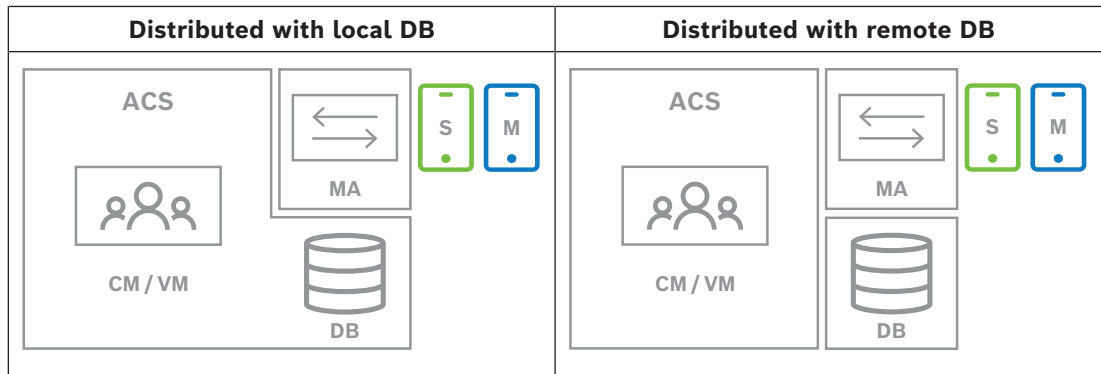 Distributed with local DB
Distributed with remote DB
ACS
S
M
MA
CM / VM
DB
ACS
S
M
MA
CM / VM
DB